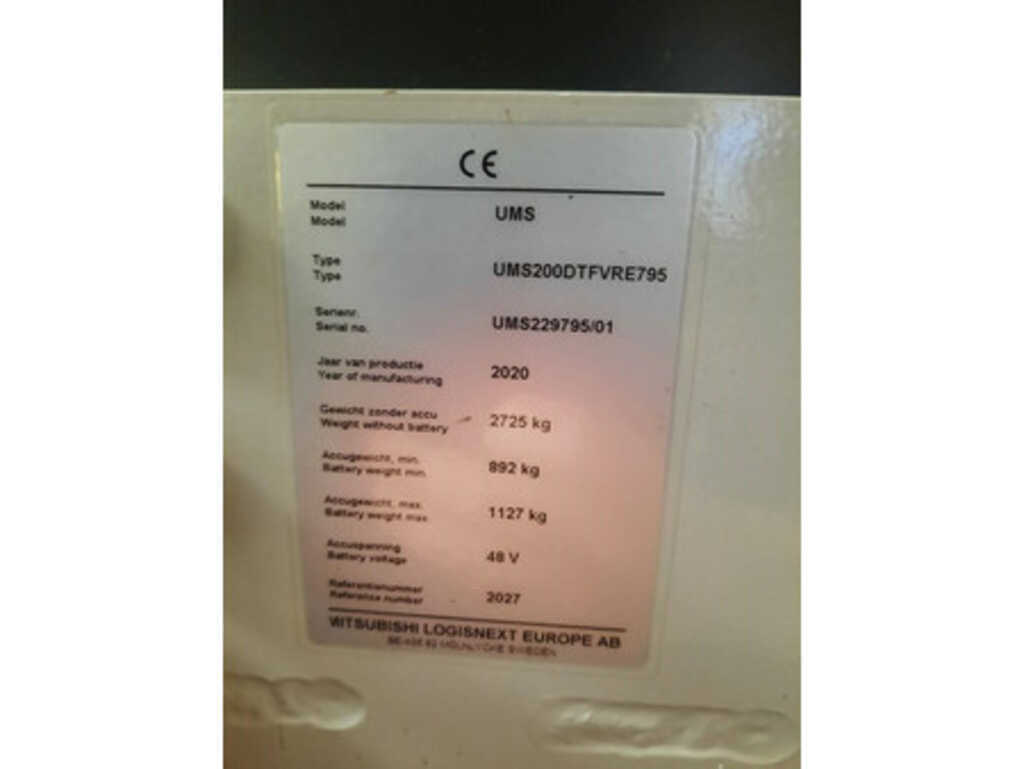 CE
Model
Model UMS
Type
Type UMS200DTFVRE795
Serienr.
Serial no. UMS229795/01
Jaar van productie
Year of manufacturing 2020
Gewicht zonder accu
Weight without battery 2725 kg
Accugewicht, min.
Battery weight min. 892 kg
Accugewicht, max.
Battery weight max. 1127 kg
Accuspanning
Battery voltage 48 V
Referentienummer
Reference number 2027
MITSUBISHI LOGISNEXT EUROPE AB
MÖLNLYCKE SWEDEN